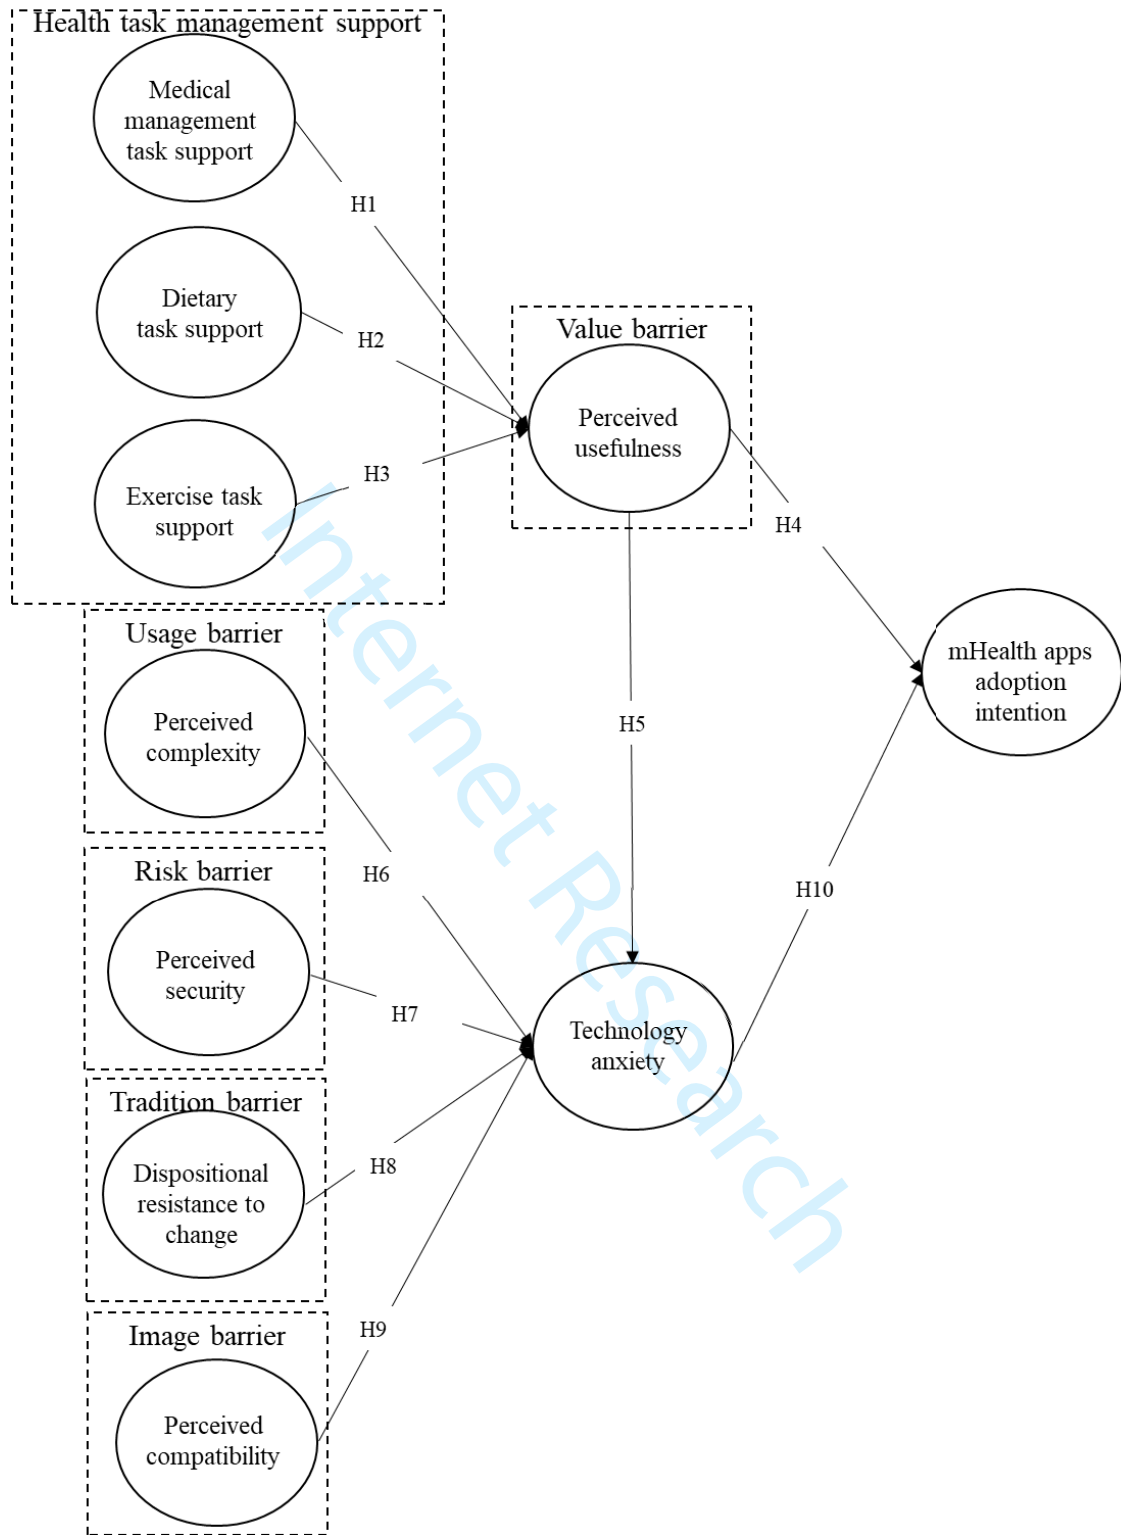 Health task management support
Medical
management
task support
H1
Dietary
task support
H2
Exercise task
support
H3
Value barrier
Perceived
usefulness
H4
H5
mHealth apps
adoption
intention
Usage barrier
Perceived
complexity
H6
Risk barrier
Perceived
security
H7
Technology
anxiety
H10
Tradition barrier
Dispositional
resistance to
change
H8
Image barrier
Perceived
compatibility
H9
Internet Research